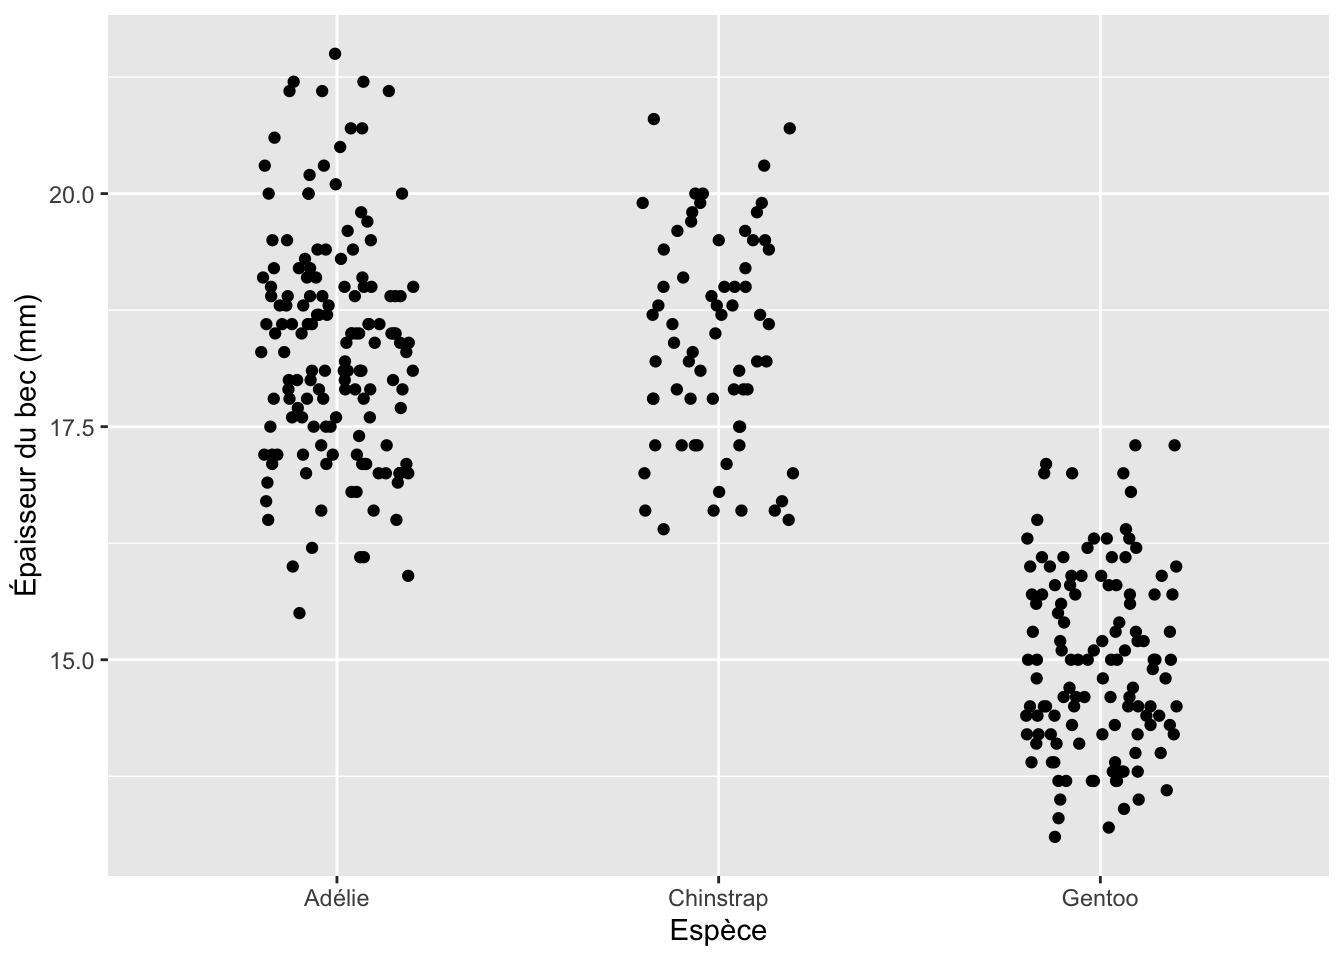 Épaisseur du bec (mm)
20.0
17.5
15.0
Adélie
Chinstrap
Gentoo
Espèce